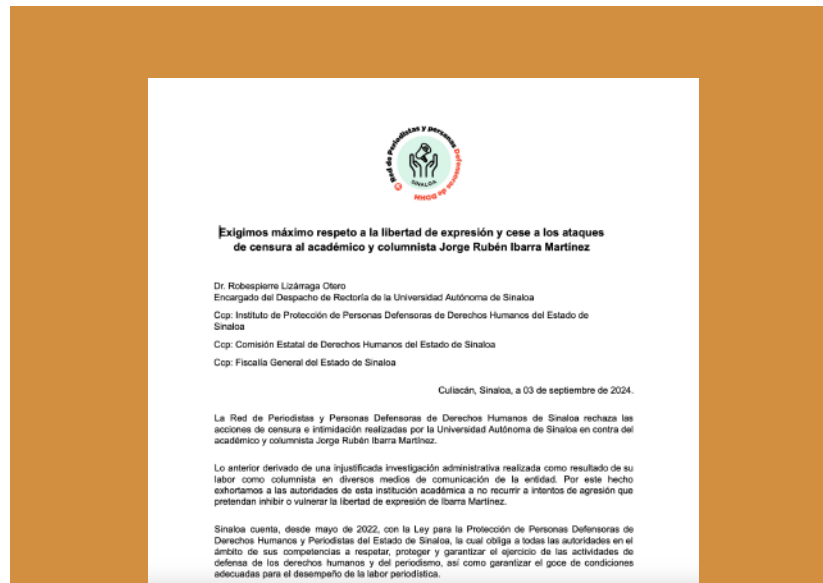 Red de Periodistas y personas Defensoras de DDHH
SINALOA
Exigimos máximo respeto a la libertad de expresión y cese a los ataques
de censura al académico y columnista Jorge Rubén Ibarra Martínez
Dr. Robespierre Lizárraga Otero
Encargado del Despacho de Rectoría de la Universidad Autónoma de Sinaloa
Ccp: Instituto de Protección de Personas Defensoras de Derechos Humanos del Estado de
Sinaloa
Ccp: Comisión Estatal de Derechos Humanos del Estado de Sinaloa
Ccp: Fiscalía General del Estado de Sinaloa
Culiacán, Sinaloa, a 03 de septiembre de 2024.
La Red de Periodistas y Personas Defensoras de Derechos Humanos de Sinaloa rechaza las
acciones de censura e intimidación realizadas por la Universidad Autónoma de Sinaloa en contra del
académico y columnista Jorge Rubén Ibarra Martínez.
Lo anterior derivado de una injustificada investigación administrativa realizada como resultado de su
labor como columnista en diversos medios de comunicación de la entidad. Por este hecho
exhortamos a las autoridades de esta institución académica a no recurrir a intentos de agresión que
pretendan inhibir o vulnerar la libertad de expresión de Ibarra Martínez.
Sinaloa cuenta, desde mayo de 2022, con la Ley para la Protección de Personas Defensoras de
Derechos Humanos y Periodistas del Estado de Sinaloa, la cual obliga a todas las autoridades en el
ámbito de sus competencias a respetar, proteger y garantizar el ejercicio de las actividades de
defensa de los derechos humanos y del periodismo, así como garantizar el goce de condiciones
adecuadas para el desempeño de la labor periodística.